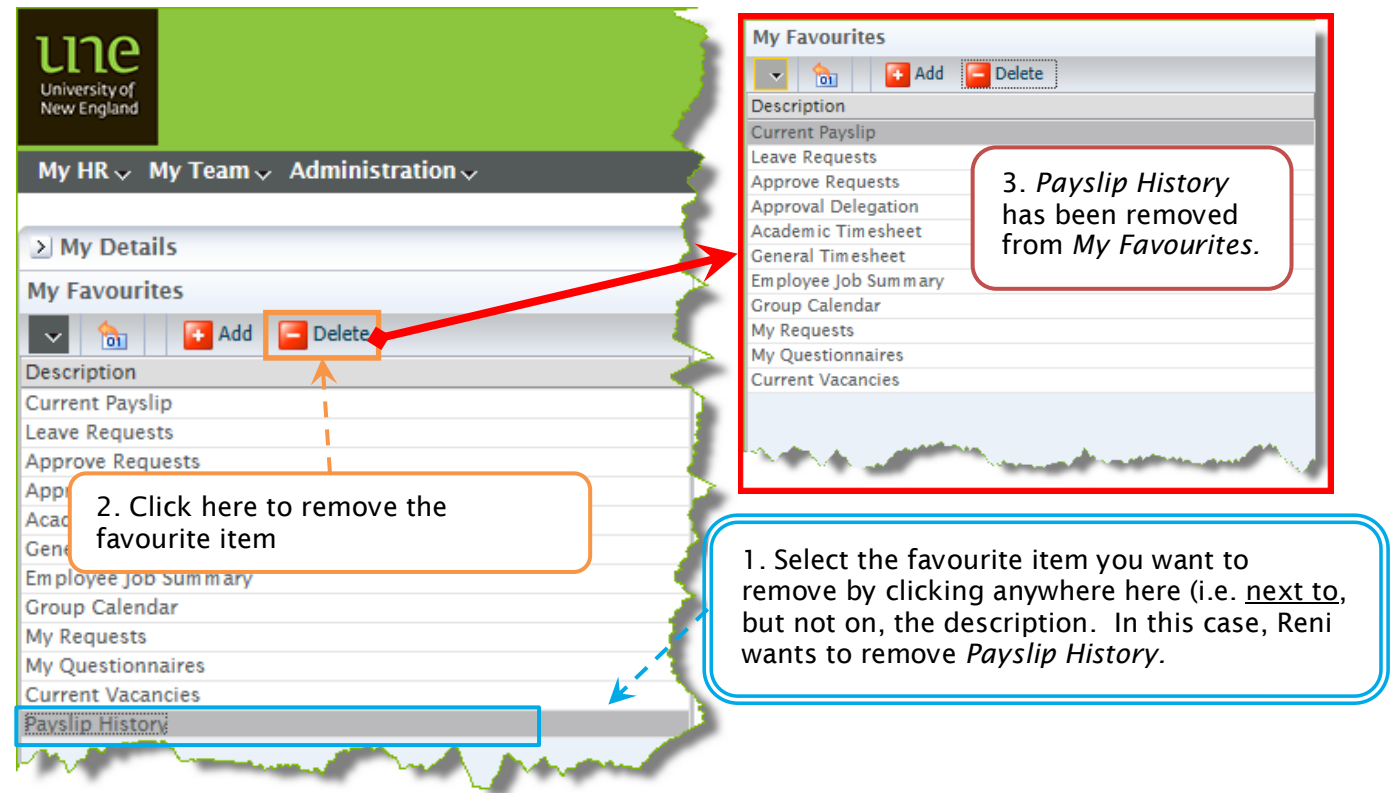 une
University of
New England
My HR My Team Administration
My Details
My Favourites
01 Add Delete
Description
Current Payslip
Leave Requests
Approve Requests
Appr
Acad
Gene
Employee Job Summary
Group Calendar
My Requests
My Questionnaires
Current Vacancies
Payslip History
2. Click here to remove the
favourite item
My Favourites
01 Add Delete
Description
Current Payslip
Leave Requests
Approve Requests
Approval Delegation
Academic Timesheet
General Timesheet
Employee Job Summary
Group Calendar
My Requests
My Questionnaires
Current Vacancies
3. Payslip History
has been removed
from My Favourites.
1. Select the favourite item you want to
remove by clicking anywhere here (i.e. next to,
but not on, the description. In this case, Reni
wants to remove Payslip History.